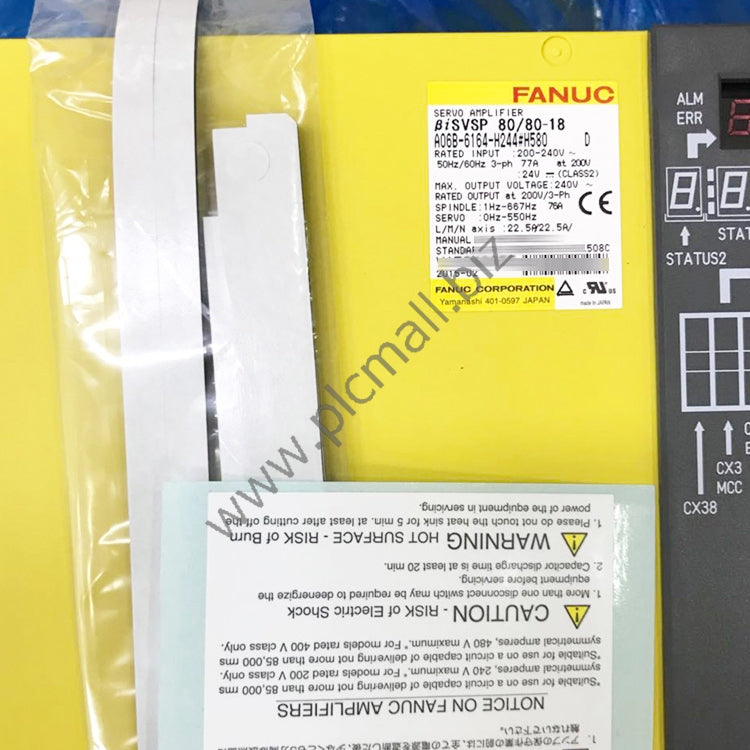 FANUC
SERVO AMPLIFIER
βiSVSP 80/80-18
A06B-6164-H244#H580 D
RATED INPUT :200-240V~
50Hz/60Hz 3-ph 77A at 200V
:24V (CLASS2)
MAX. OUTPUT VOLTAGE:240V ~
RATED OUTPUT at 200V/3-Ph
SPINDLE:1Hz-667Hz 76A
SERVO :0Hz-550Hz
L/M/N axis :22.5A/22.5A/
MANUAL
STANDAR 508C
2015-02
FANUC CORPORATION
Yamanashi 401-0597 JAPAN
CE
c UL US
made in JAPAN
ALM
ERR
STATUS2
STAT
CX3
MCC
CX38
www.plcmall.biz
NOTICE ON FANUC AMPLIFIERS
"Suitable for use on a circuit capable of delivering not more than 85,000 rms
symmetrical amperes, 240 V maximum." For models rated 200 V class only.
"Suitable for use on a circuit capable of delivering not more than 85,000 rms
symmetrical amperes, 480 V maximum." For models rated 400 V class only.
CAUTION - RISK of Electric Shock
1. More than one disconnect switch may be required to deenergize the
equipment before servicing.
2. Capacitor discharge time is at least 20 min.
WARNING HOT SURFACE - RISK of Burn
1. Please do not touch the heat sink for 5 min. at least after cutting off the
power of the equipment in servicing.